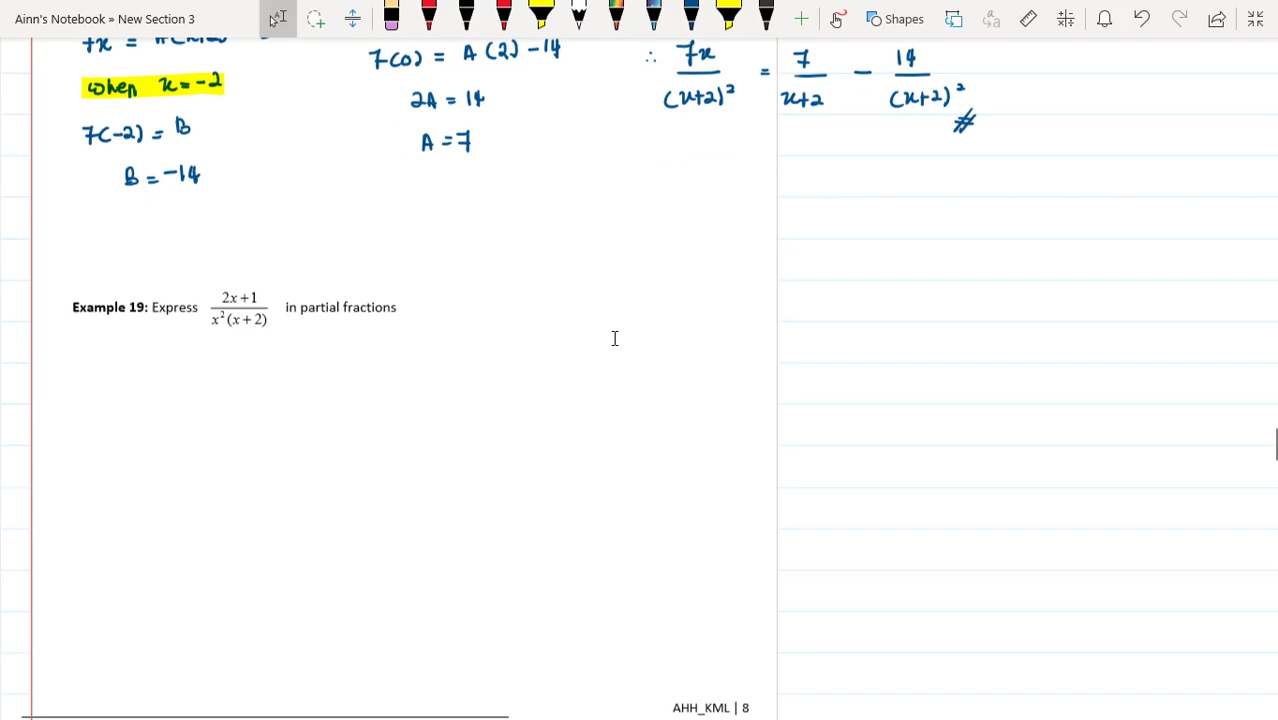 Ainn's Notebook » New Section 3
Shapes
7x =
when x = -2
7(-2) = B
B = -14
7(0) = A (2) - 14
2A = 14
A = 7
∴ 7x/(x+2)² = 7/(x+2) - 14/(x+2)² #
Example 19: Express (2x+1)/(x²(x+2)) in partial fractions
AHH_KML | 8